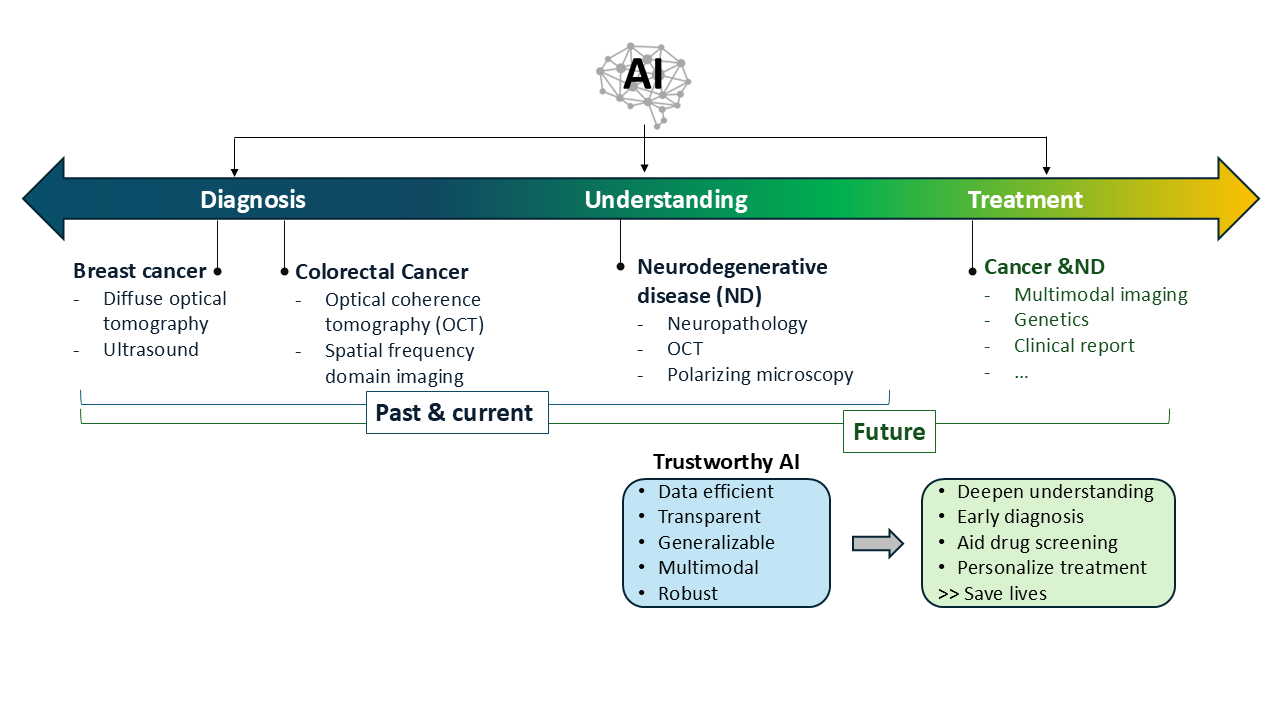 AI
Diagnosis
Understanding
Treatment
Breast cancer
- Diffuse optical
tomography
- Ultrasound
Colorectal Cancer
- Optical coherence
tomography (OCT)
- Spatial frequency
domain imaging
Neurodegenerative
disease (ND)
- Neuropathology
- OCT
- Polarizing microscopy
Cancer &ND
- Multimodal imaging
- Genetics
- Clinical report
- ...
Past & current
Future
Trustworthy AI
• Data efficient
• Transparent
• Generalizable
• Multimodal
• Robust
• Deepen understanding
• Early diagnosis
• Aid drug screening
• Personalize treatment
>> Save lives